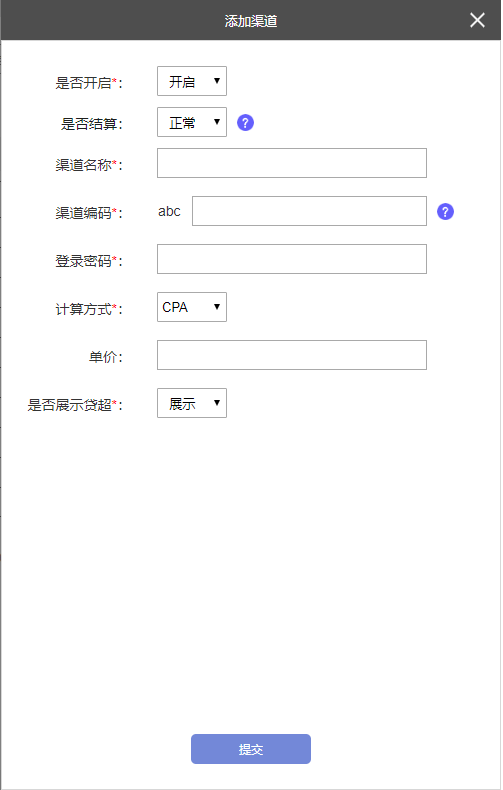 添加渠道
是否开启*： 开启
是否结算： 正常 ?
渠道名称*：
渠道编码*： abc ?
登录密码*：
计算方式*： CPA
单价：
是否展示贷超*： 展示
提交